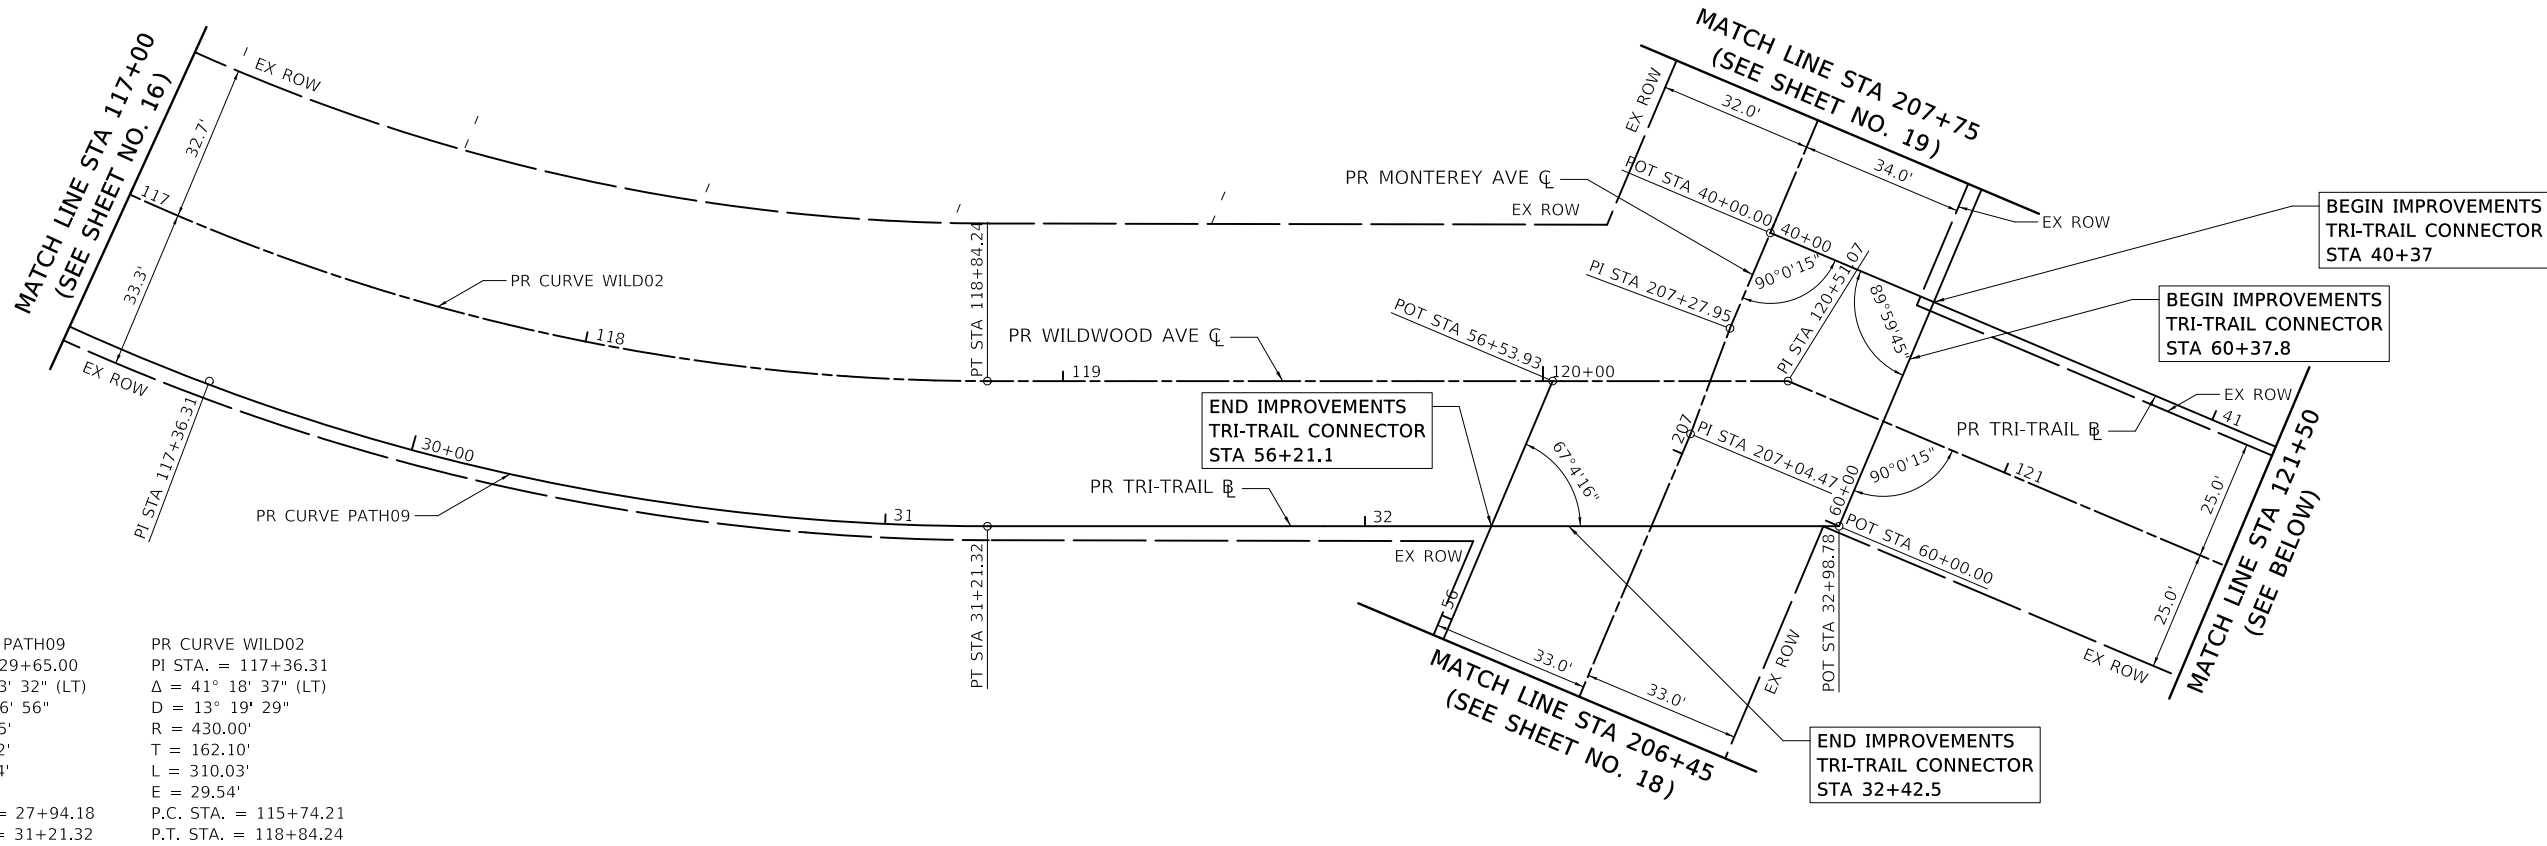 MATCH LINE STA 117+00
(SEE SHEET NO. 16)
EX ROW
32.7'
33.3'
117
EX ROW
PI STA 117+36.31
PR CURVE WILD02
118
30+00
PR CURVE PATH09
31
PT STA 118+84.24
PT STA 31+21.32
PR WILDWOOD AVE ℄
119
EX ROW
PR MONTEREY AVE ℄
END IMPROVEMENTS
TRI-TRAIL CONNECTOR
STA 56+21.1
PR TRI-TRAIL BL
32
EX ROW
POT STA 56+53.93
120+00
67°4'16"
56
MATCH LINE STA 207+75
(SEE SHEET NO. 19)
EX ROW
32.0'
34.0'
EX ROW
POT STA 40+00.00
40+00
90°0'15"
PI STA 207+27.95
PI STA 120+51.07
89°59'45"
207
PI STA 207+04.47
90°0'15"
60+00
POT STA 60+00.00
POT STA 32+98.78
BEGIN IMPROVEMENTS
TRI-TRAIL CONNECTOR
STA 40+37
BEGIN IMPROVEMENTS
TRI-TRAIL CONNECTOR
STA 60+37.8
EX ROW
41
PR TRI-TRAIL BL
121
25.0'
25.0'
EX ROW
MATCH LINE STA 121+50
(SEE BELOW)
33.0'
33.0'
EX ROW
MATCH LINE STA 206+45
(SEE SHEET NO. 18)
END IMPROVEMENTS
TRI-TRAIL CONNECTOR
STA 32+42.5
PATH09
29+65.00
3' 32" (LT)
6' 56"
5'
2'
4'
= 27+94.18
= 31+21.32
PR CURVE WILD02
PI STA. = 117+36.31
Δ = 41° 18' 37" (LT)
D = 13° 19' 29"
R = 430.00'
T = 162.10'
L = 310.03'
E = 29.54'
P.C. STA. = 115+74.21
P.T. STA. = 118+84.24